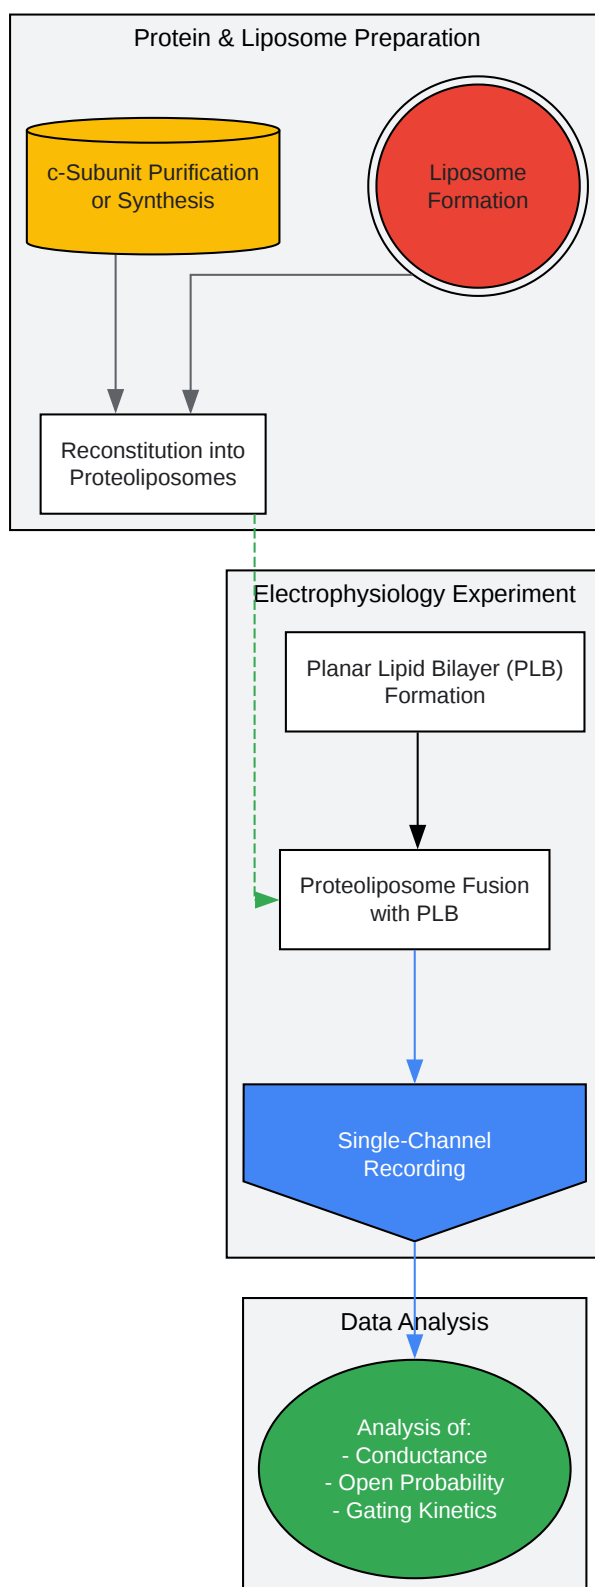 Protein & Liposome Preparation
c-Subunit Purification
or Synthesis
Liposome
Formation
Reconstitution into
Proteoliposomes
Electrophysiology Experiment
Planar Lipid Bilayer (PLB)
Formation
Proteoliposome Fusion
with PLB
Single-Channel
Recording
Data Analysis
Analysis of:
- Conductance
- Open Probability
- Gating Kinetics